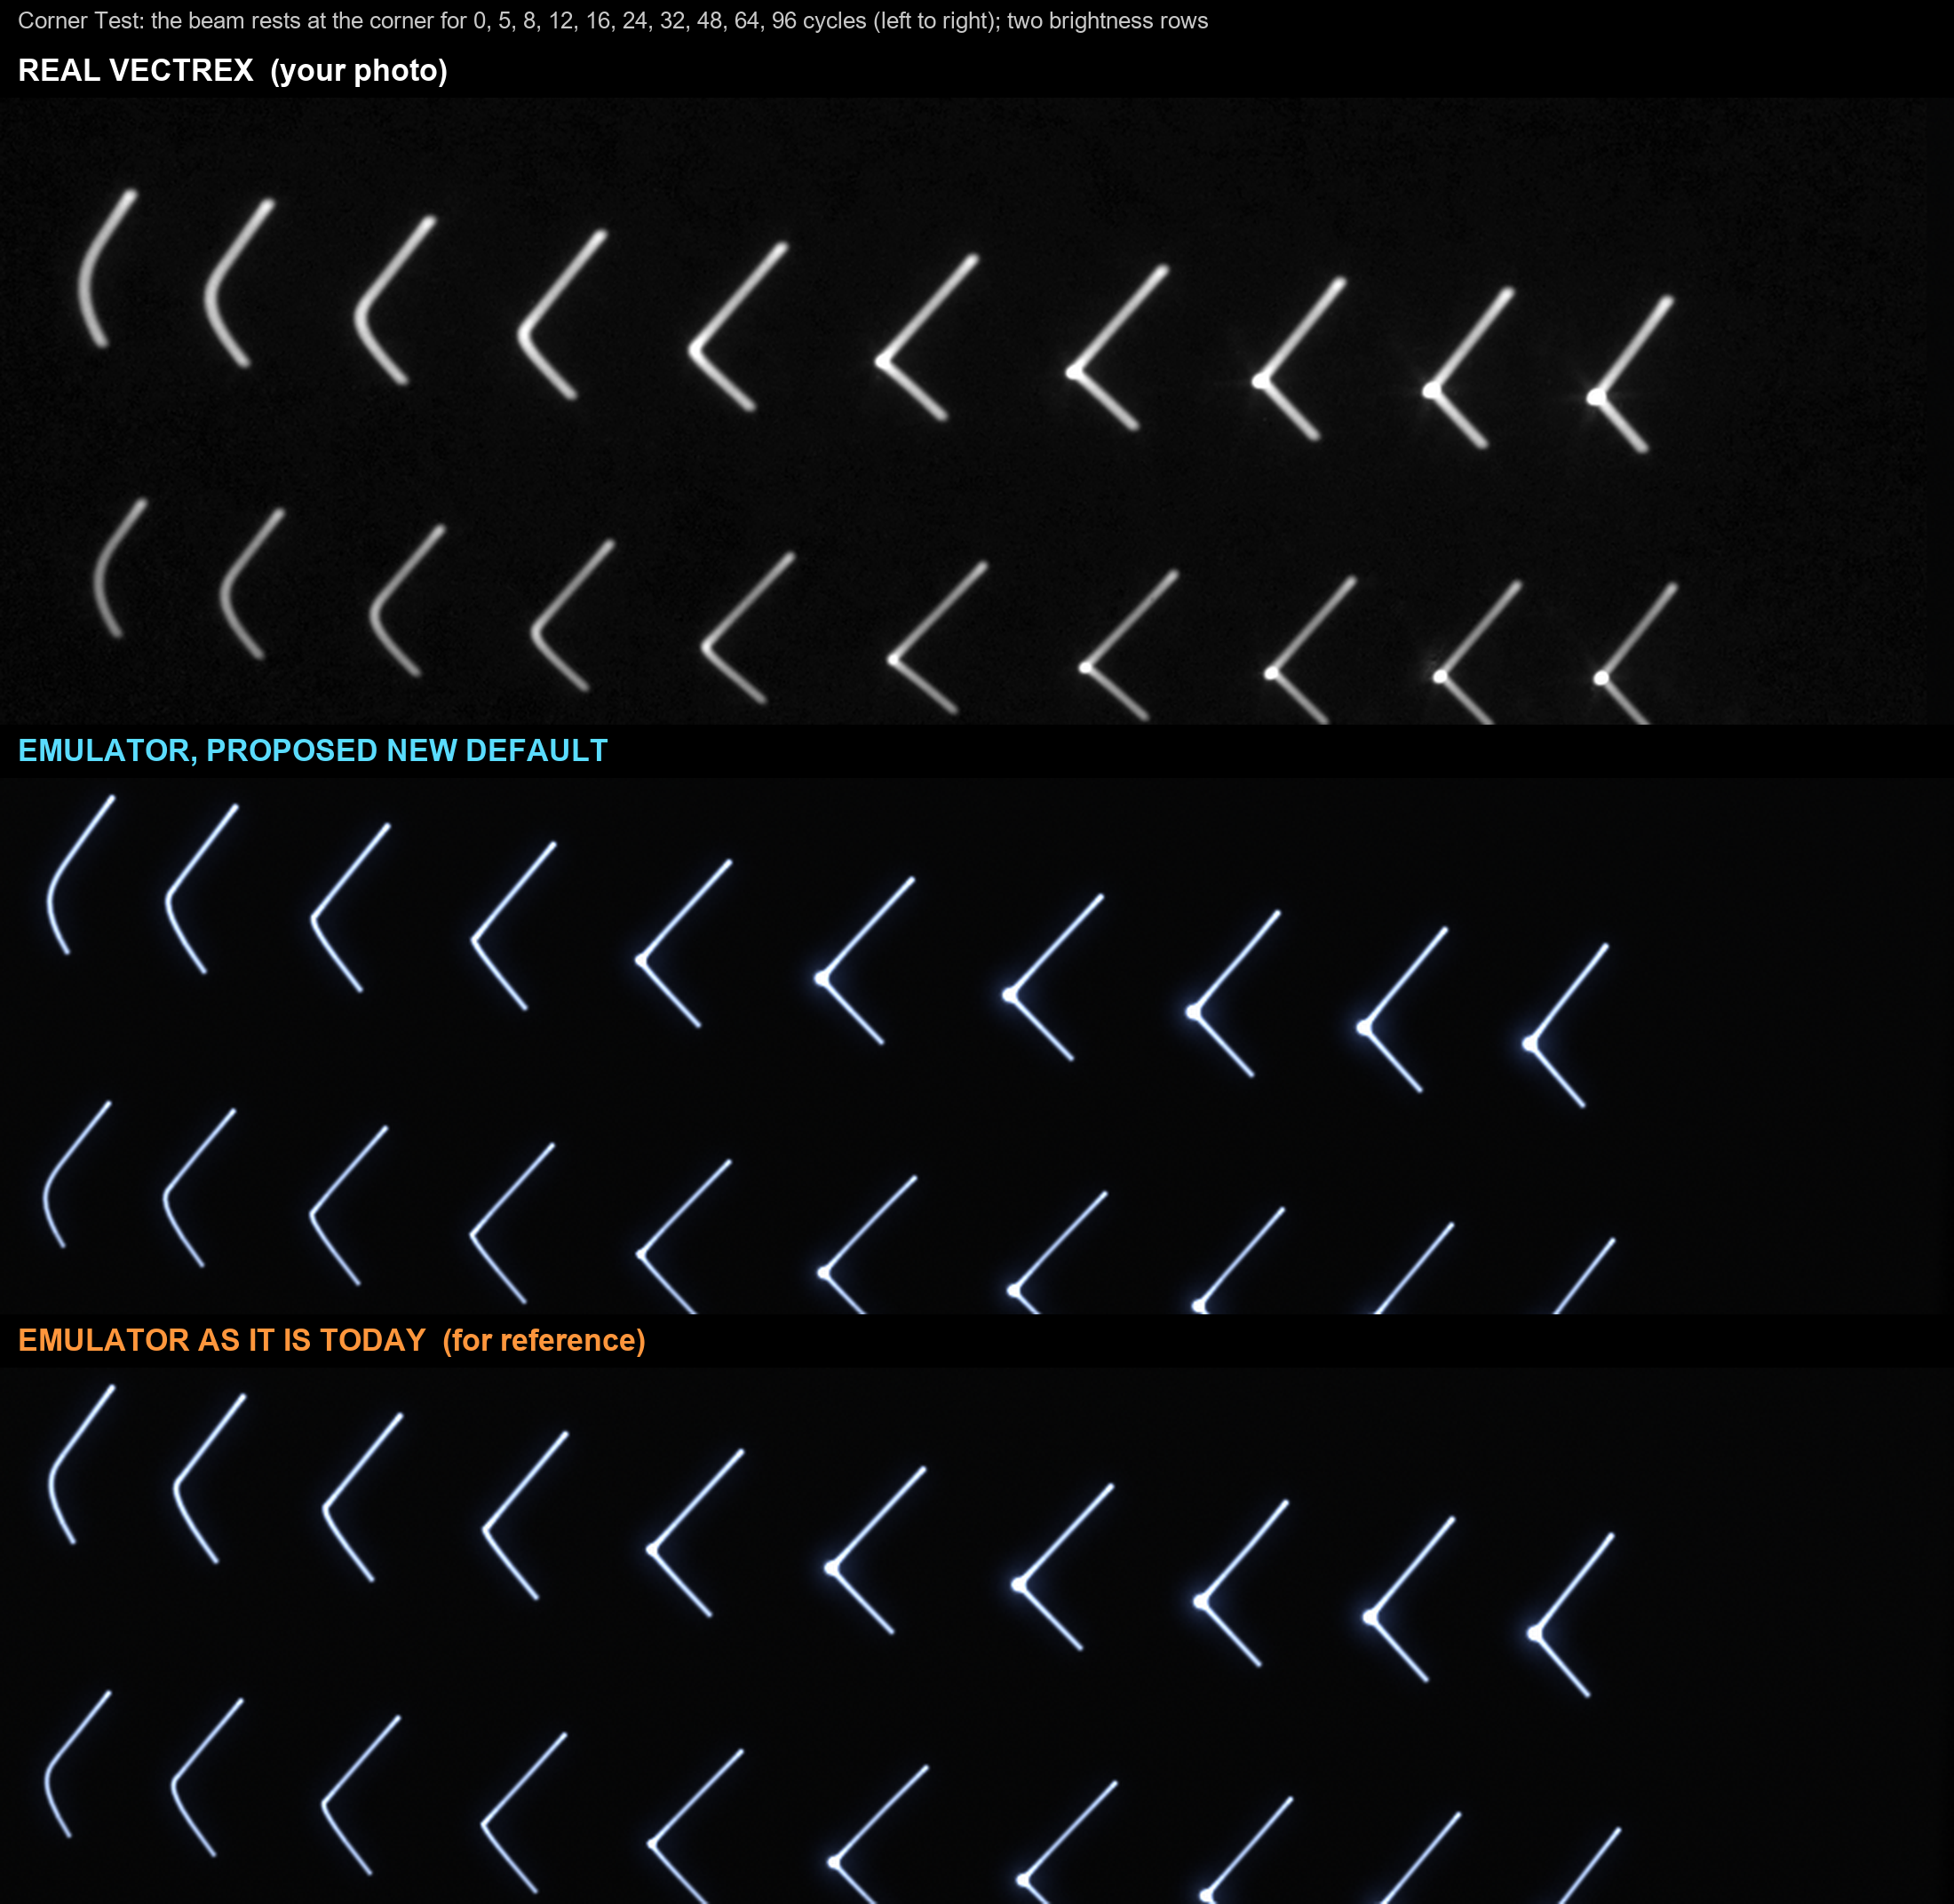 Corner Test: the beam rests at the corner for 0, 5, 8, 12, 16, 24, 32, 48, 64, 96 cycles (left to right); two brightness rows
REAL VECTREX (your photo)
EMULATOR, PROPOSED NEW DEFAULT
EMULATOR AS IT IS TODAY (for reference)